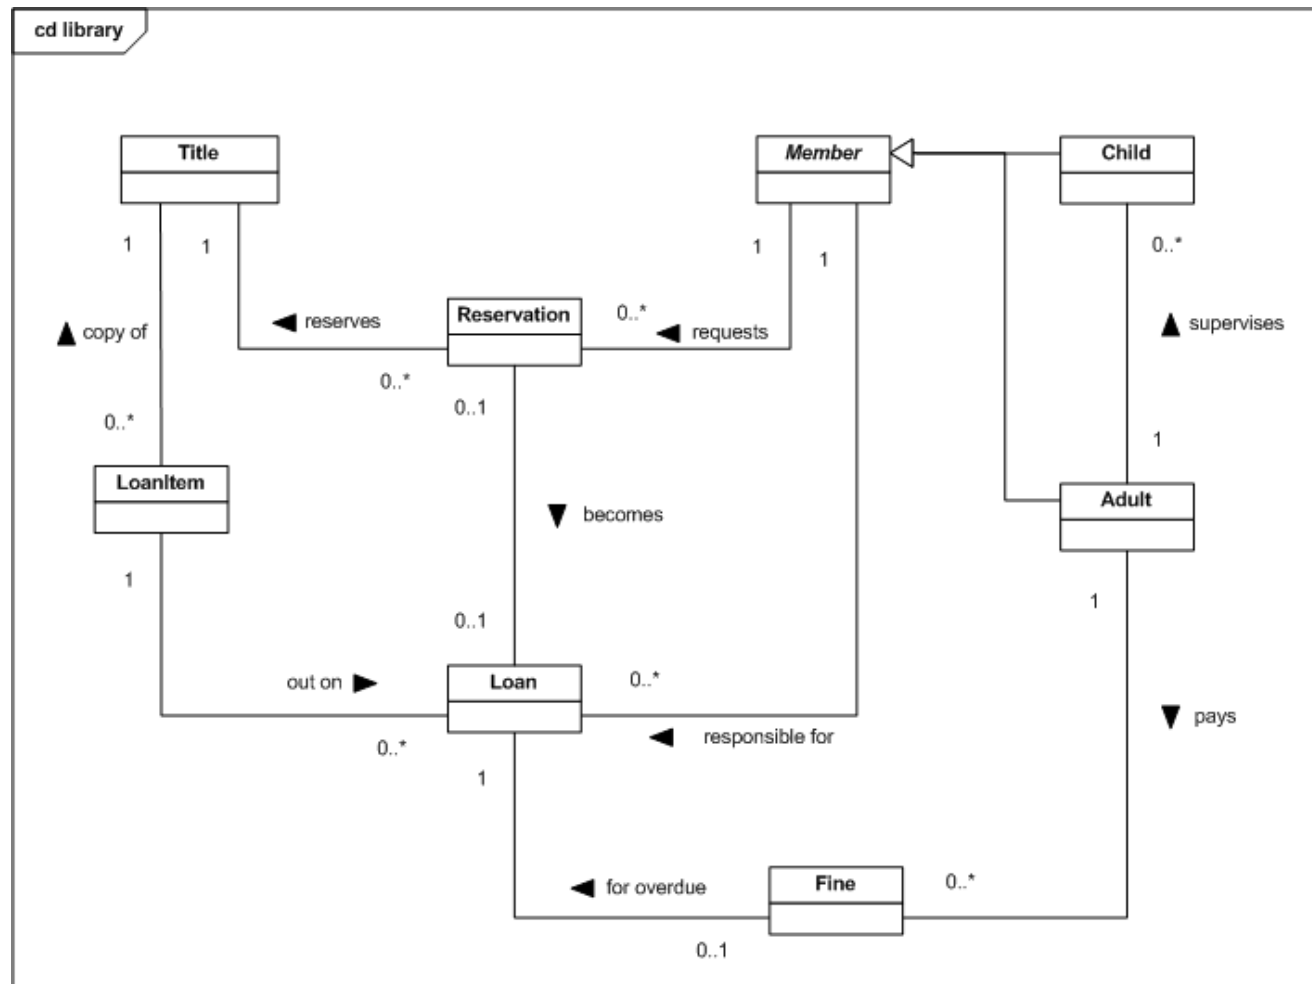 cd library
Title
Member
Child
1
1
1
1
0..*
copy of
reserves
Reservation
0..*
requests
supervises
0..*
0..1
0..*
1
LoanItem
Adult
becomes
1
1
0..1
out on
Loan
0..*
responsible for
pays
0..*
1
for overdue
Fine
0..*
0..1